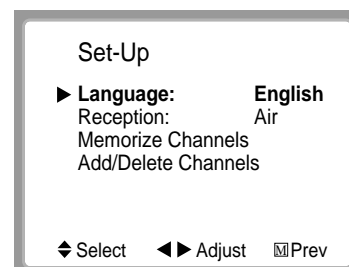 Set-Up
▶ Language: English
Reception: Air
Memorize Channels
Add/Delete Channels
Select Adjust M Prev